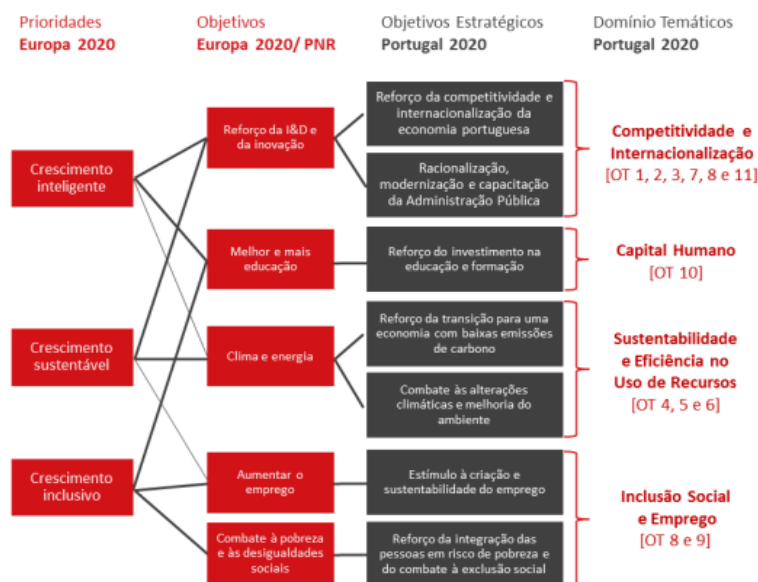 Prioridades
Europa 2020
Objetivos
Europa 2020/ PNR
Objetivos Estratégicos
Portugal 2020
Domínio Temáticos
Portugal 2020
Crescimento
inteligente
Crescimento
sustentável
Crescimento
inclusivo
Reforço da I&D e
da inovação
Melhor e mais
educação
Clima e energia
Aumentar o
emprego
Combate à pobreza
e às desigualdades
sociais
Reforço da competitividade e
internacionalização da
economia portuguesa
Racionalização,
modernização e capacitação
da Administração Pública
Reforço do investimento na
educação e formação
Reforço da transição para uma
economia com baixas emissões
de carbono
Combate às alterações
climáticas e melhoria do
ambiente
Estímulo à criação e
sustentabilidade do emprego
Reforço da integração das
pessoas em risco de pobreza e
do combate à exclusão social
Competitividade e
Internacionalização
[OT 1, 2, 3, 7, 8 e 11]
Capital Humano
[OT 10]
Sustentabilidade
e Eficiência no
Uso de Recursos
[OT 4, 5 e 6]
Inclusão Social
e Emprego
[OT 8 e 9]